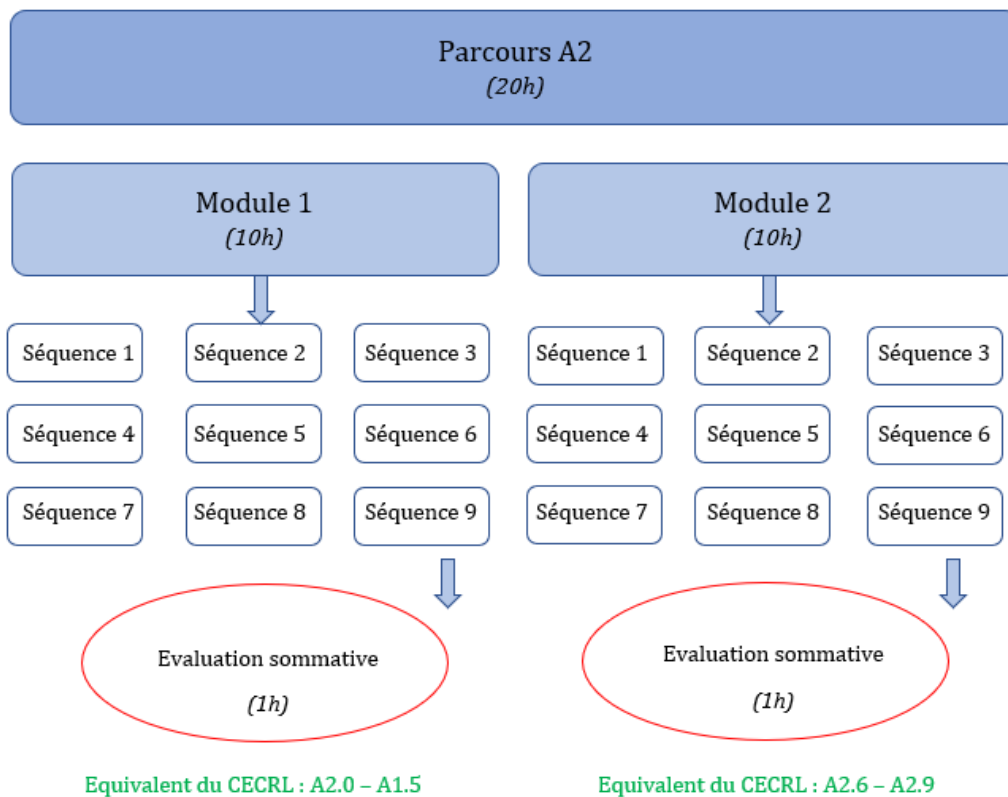 Parcours A2
(20h)
Module 1
(10h)
Module 2
(10h)
Séquence 1
Séquence 2
Séquence 3
Séquence 1
Séquence 2
Séquence 3
Séquence 4
Séquence 5
Séquence 6
Séquence 4
Séquence 5
Séquence 6
Séquence 7
Séquence 8
Séquence 9
Séquence 7
Séquence 8
Séquence 9
Evaluation sommative
(1h)
Evaluation sommative
(1h)
Equivalent du CECRL : A2.0 – A1.5
Equivalent du CECRL : A2.6 – A2.9